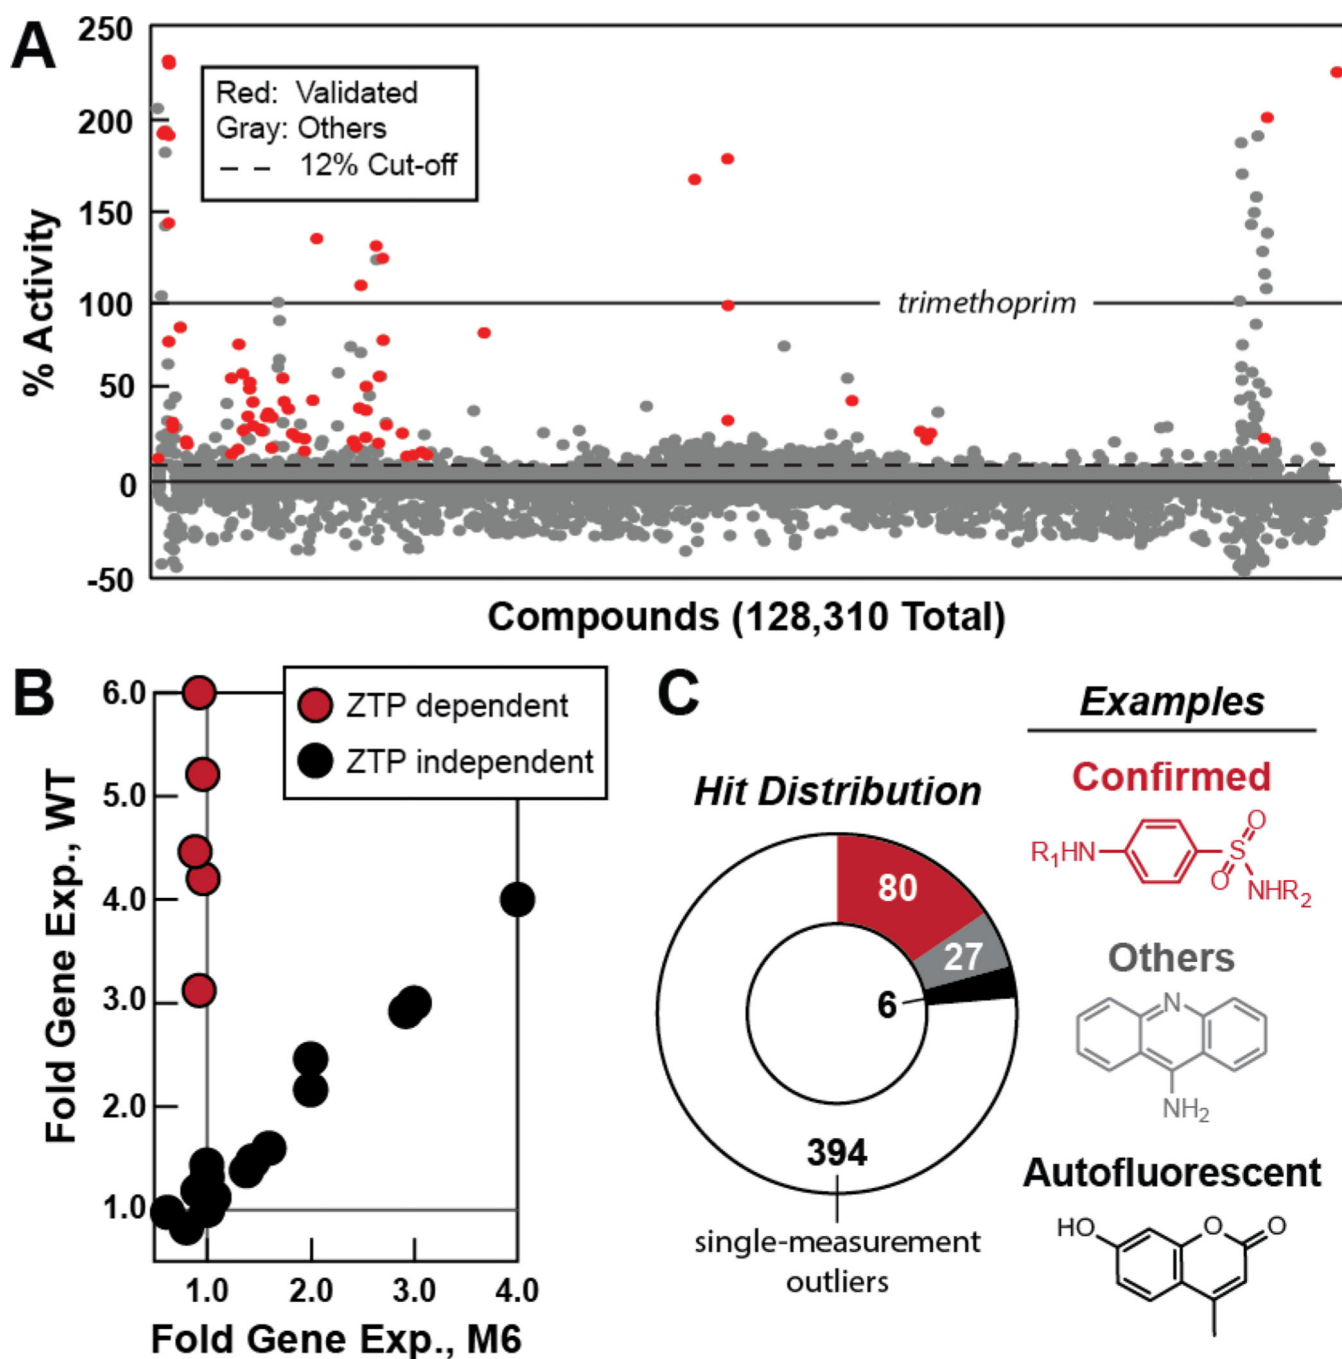 A
250
200
150
100
50
0
-50
% Activity
Red: Validated
Gray: Others
12% Cut-off
trimethoprim
Compounds (128,310 Total)
B
6.0
5.0
4.0
3.0
2.0
1.0
Fold Gene Exp., WT
ZTP dependent
ZTP independent
1.0 2.0 3.0 4.0
Fold Gene Exp., M6
C
Hit Distribution
80
27
6
394
single-measurement
outliers
Examples
Confirmed
R1HN
S
O
O
NHR2
Others
N
NH2
Autofluorescent
HO
O
O